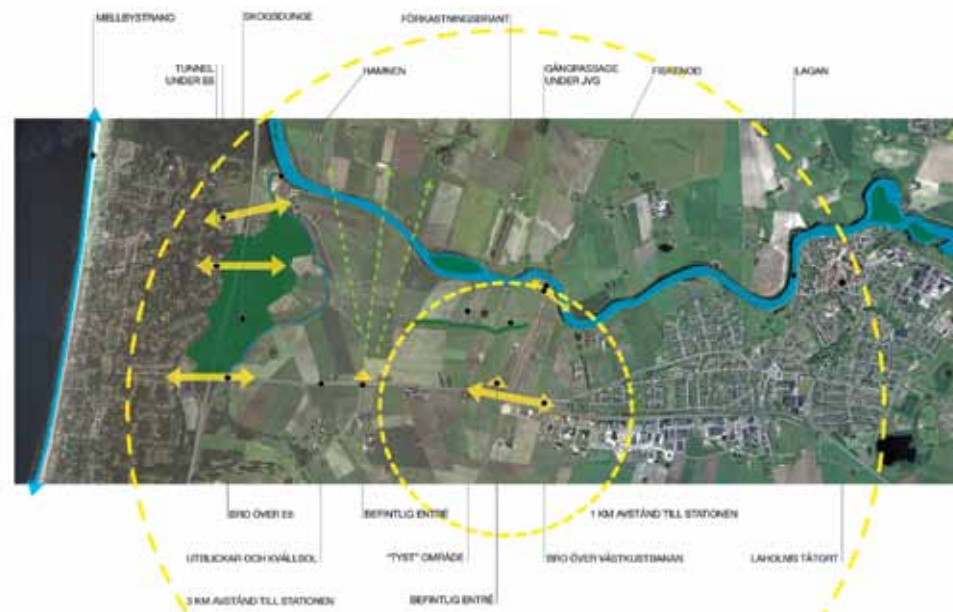 MELLBYSTRAND
SKOGSDUNGE
FÖRKASTNINGSBRANT
TUNNEL
UNDER E6
HAMNEN
GÅNGPASSAGE
UNDER JVG
FISKENOD
LAGAN
BRO ÖVER E6
BEFINTLIG ENTRÉ
1 KM AVSTÅND TILL STATIONEN
UTBLICKAR OCH KVÄLLSOL
"TYST" OMRÅDE
BRO ÖVER VÄSTKUSTBANAN
LAHOLMS TÄTORT
3 KM AVSTÅND TILL STATIONEN
BEFINTLIG ENTRÉ